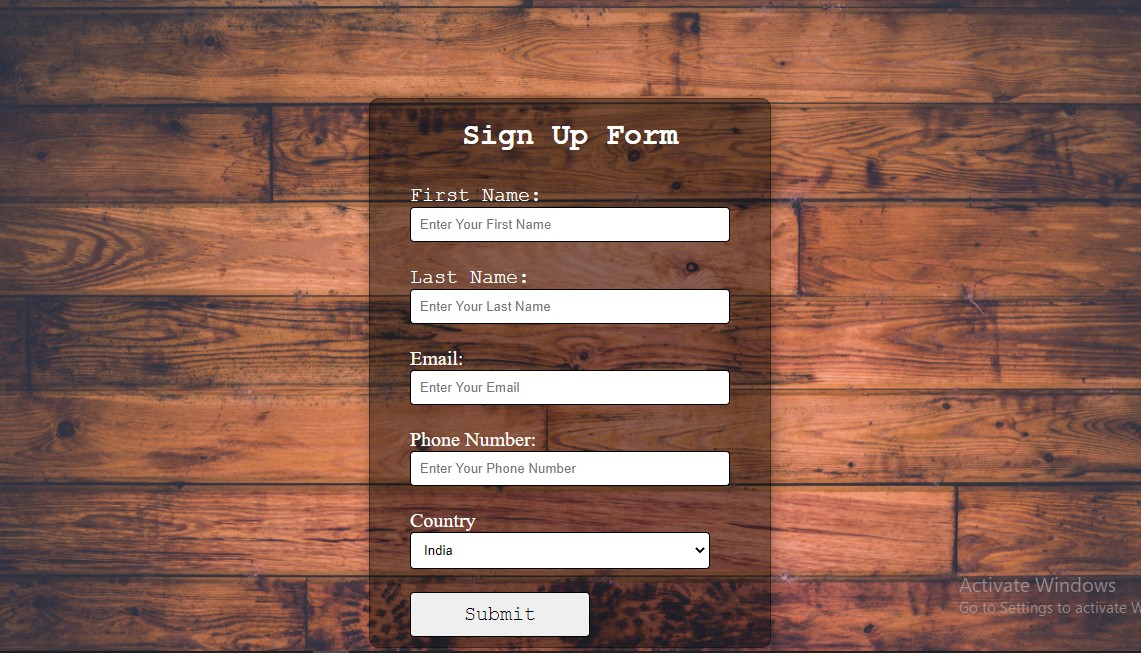 Sign Up Form
First Name:
Enter Your First Name
Last Name:
Enter Your Last Name
Email:
Enter Your Email
Phone Number:
Enter Your Phone Number
Country
India
Submit
Activate Windows
Go to Settings to activate W